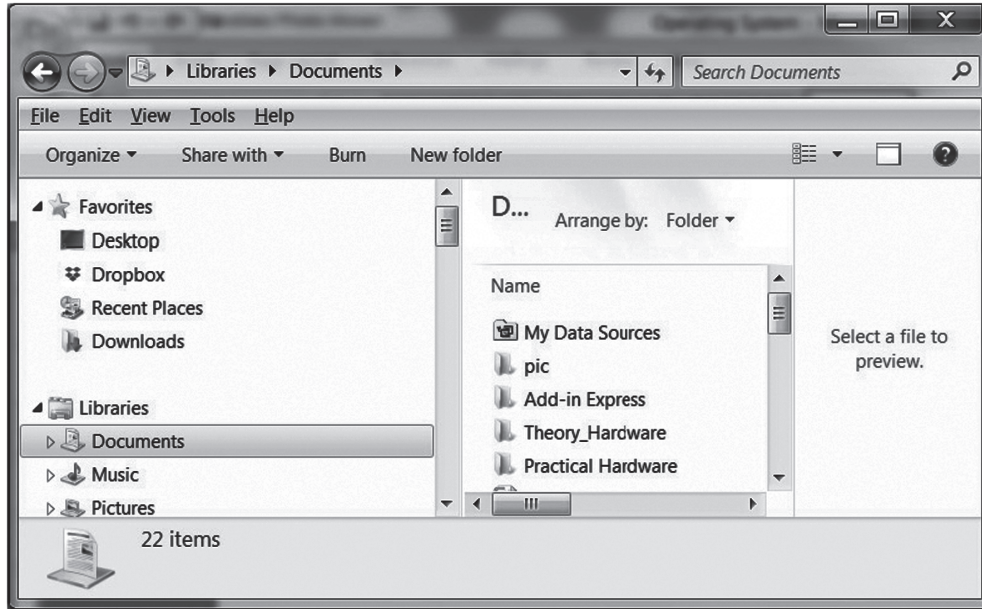 Operating System
Libraries Documents
Search Documents
File Edit View Tools Help
Organize Share with Burn New folder
Favorites
Desktop
Dropbox
Recent Places
Downloads
Libraries
Documents
Music
Pictures
D...
Arrange by: Folder
Name
My Data Sources
pic
Add-in Express
Theory_Hardware
Practical Hardware
Select a file to
preview.
22 items